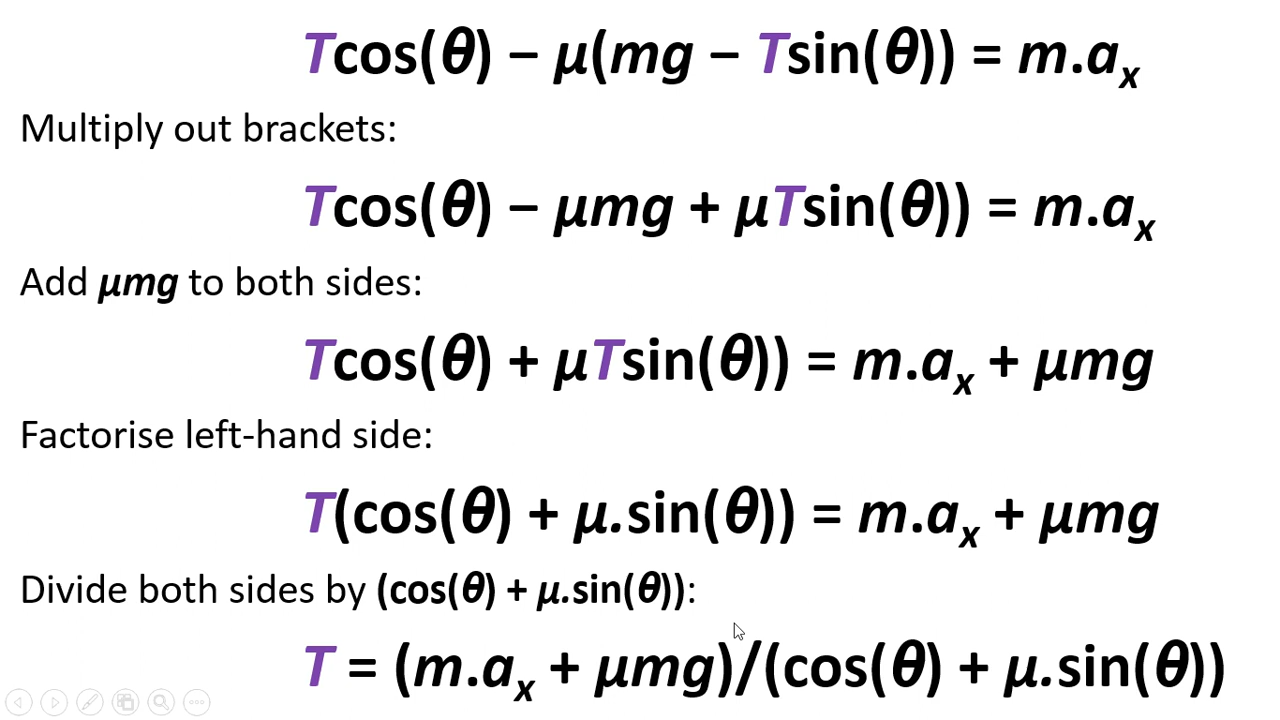 Tcos(θ) – μ(mg – Tsin(θ)) = m.aₓ
Multiply out brackets:
Tcos(θ) – μmg + μTsin(θ)) = m.aₓ
Add μmg to both sides:
Tcos(θ) + μTsin(θ)) = m.aₓ + μmg
Factorise left-hand side:
T(cos(θ) + μ.sin(θ)) = m.aₓ + μmg
Divide both sides by (cos(θ) + μ.sin(θ)):
T = (m.aₓ + μmg)/(cos(θ) + μ.sin(θ))